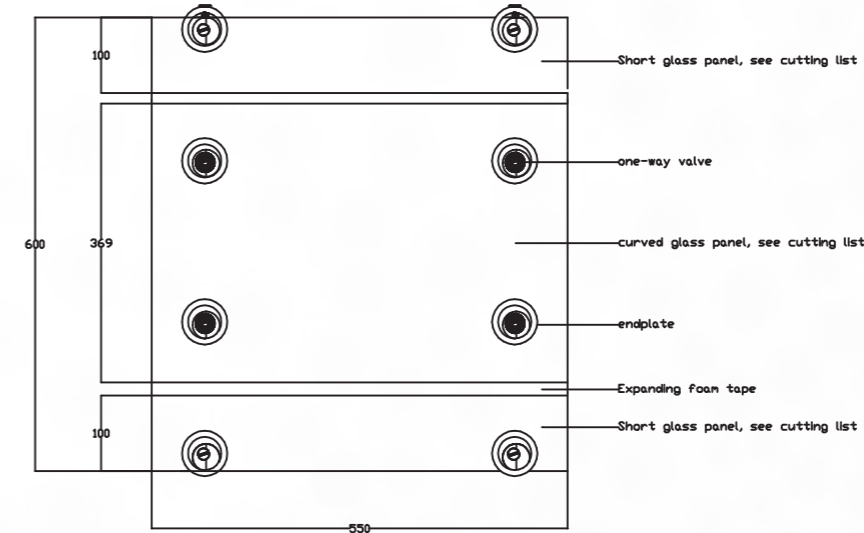 100
Short glass panel, see cutting list
one-way valve
600
369
curved glass panel, see cutting list
endplate
Expanding foam tape
Short glass panel, see cutting list
100
550